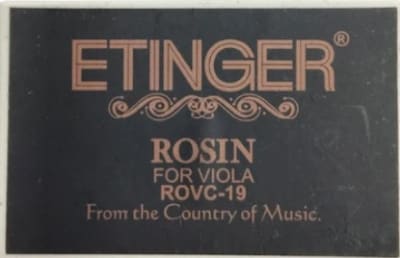 ETINGER®
ROSIN
FOR VIOLA
ROVC-19
From the Country of Music.